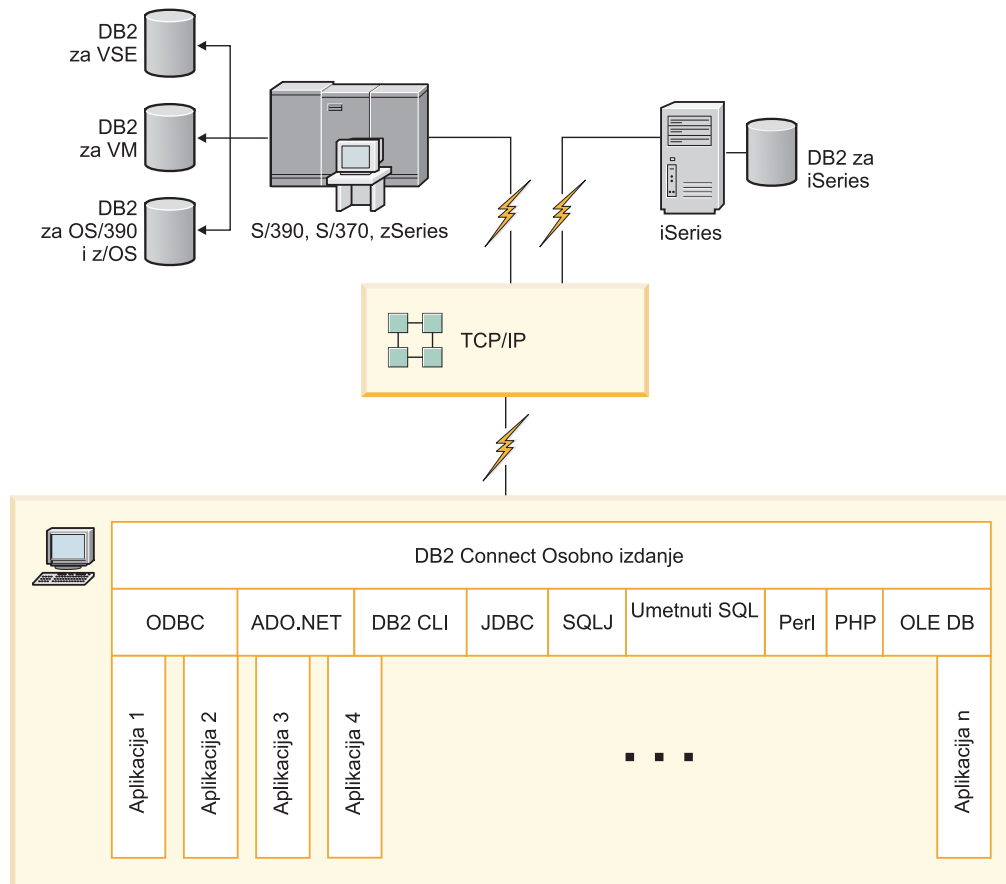 DB2
za VSE
DB2
za VM
DB2
za OS/390
i z/OS
S/390, S/370, zSeries
iSeries
DB2 za
iSeries
TCP/IP
DB2 Connect Osobno izdanje
ODBC
ADO.NET
DB2 CLI
JDBC
SQLJ
Umetnuti SQL
Perl
PHP
OLE DB
Aplikacija 1
Aplikacija 2
Aplikacija 3
Aplikacija 4
. . .
Aplikacija n